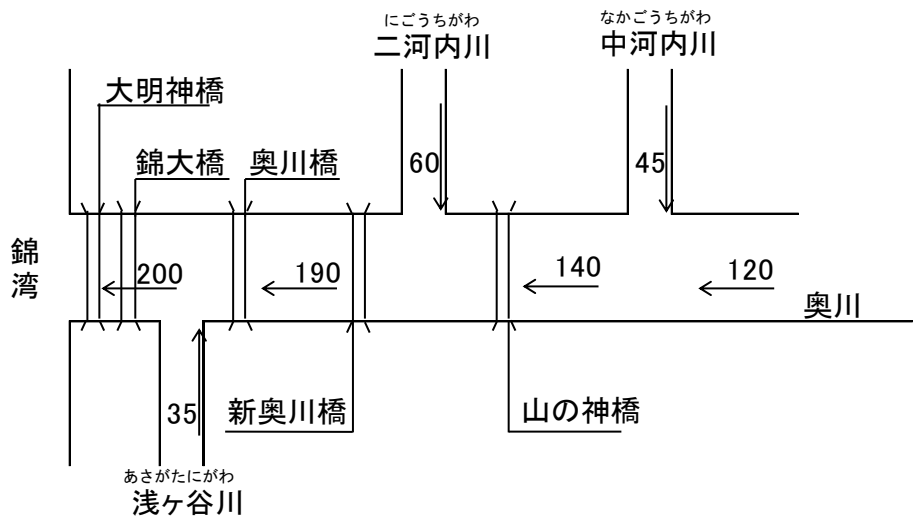 にごうちがわ
二河内川
なかごうちがわ
中河内川
大明神橋
錦大橋
奥川橋
60
45
錦湾
200
190
140
120
奥川
35
新奥川橋
山の神橋
あさがたにがわ
浅ヶ谷川